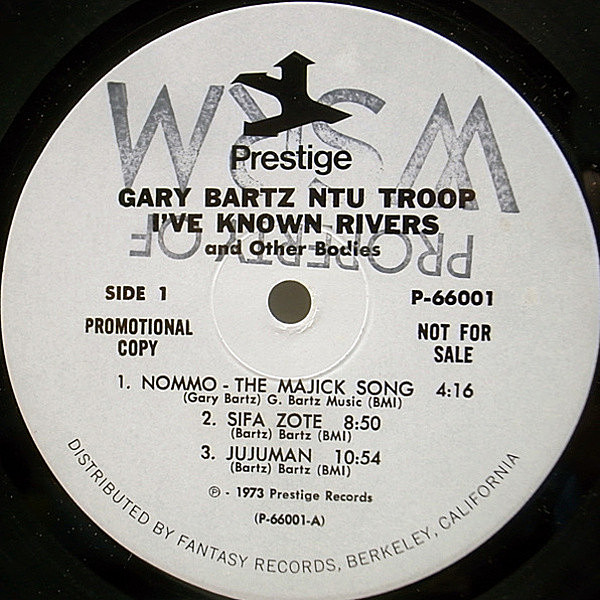 Prestige
GARY BARTZ NTU TROOP
I'VE KNOWN RIVERS
and Other Bodies
PROPERTY OF
WSRM
SIDE 1
P-66001
PROMOTIONAL
COPY
NOT FOR
SALE
1. NOMMO - THE MAJICK SONG 4:16
(Gary Bartz) G. Bartz Music (BMI)
2. SIFA ZOTE 8:50
(Bartz) Bartz (BMI)
3. JUJUMAN 10:54
(Bartz) Bartz (BMI)
℗ - 1973 Prestige Records
(P-66001-A)
DISTRIBUTED BY FANTASY RECORDS, BERKELEY, CALIFORNIA